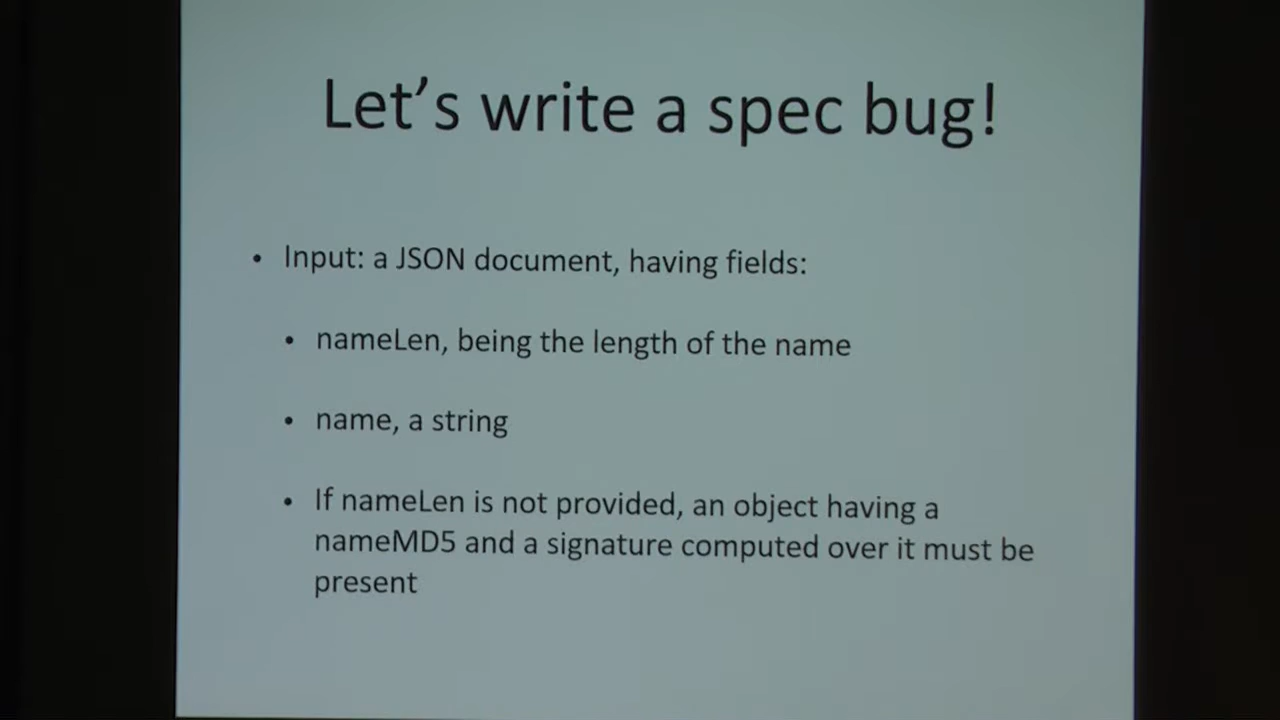 Let's write a spec bug!
• Input: a JSON document, having fields:
• nameLen, being the length of the name
• name, a string
• If nameLen is not provided, an object having a
nameMD5 and a signature computed over it must be
present